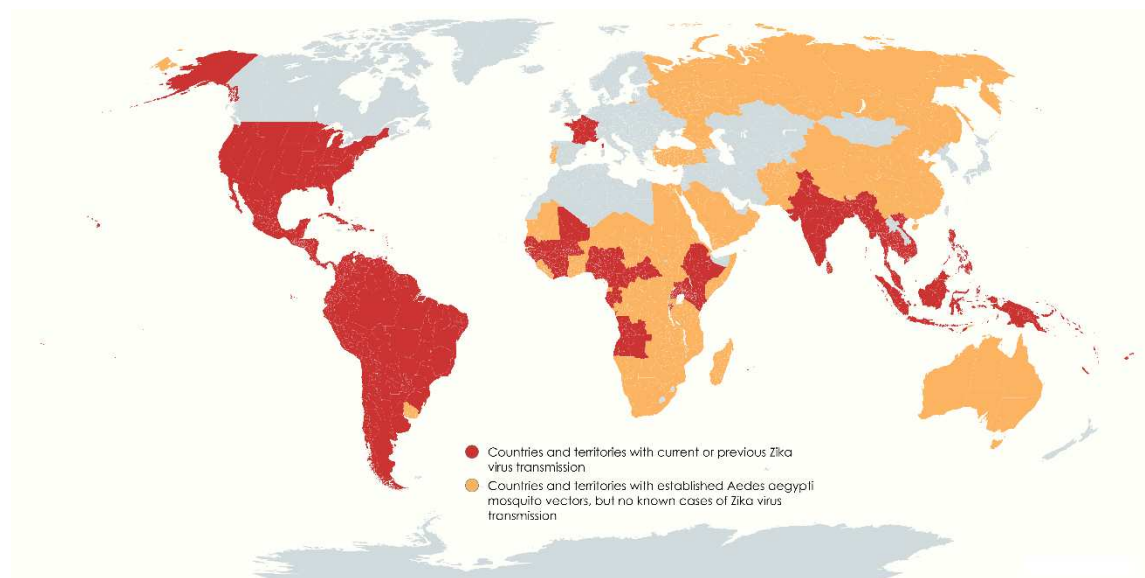 Countries and territories with current or previous Zika
virus transmission
Countries and territories with established Aedes aegypti
mosquito vectors, but no known cases of Zika virus
transmission